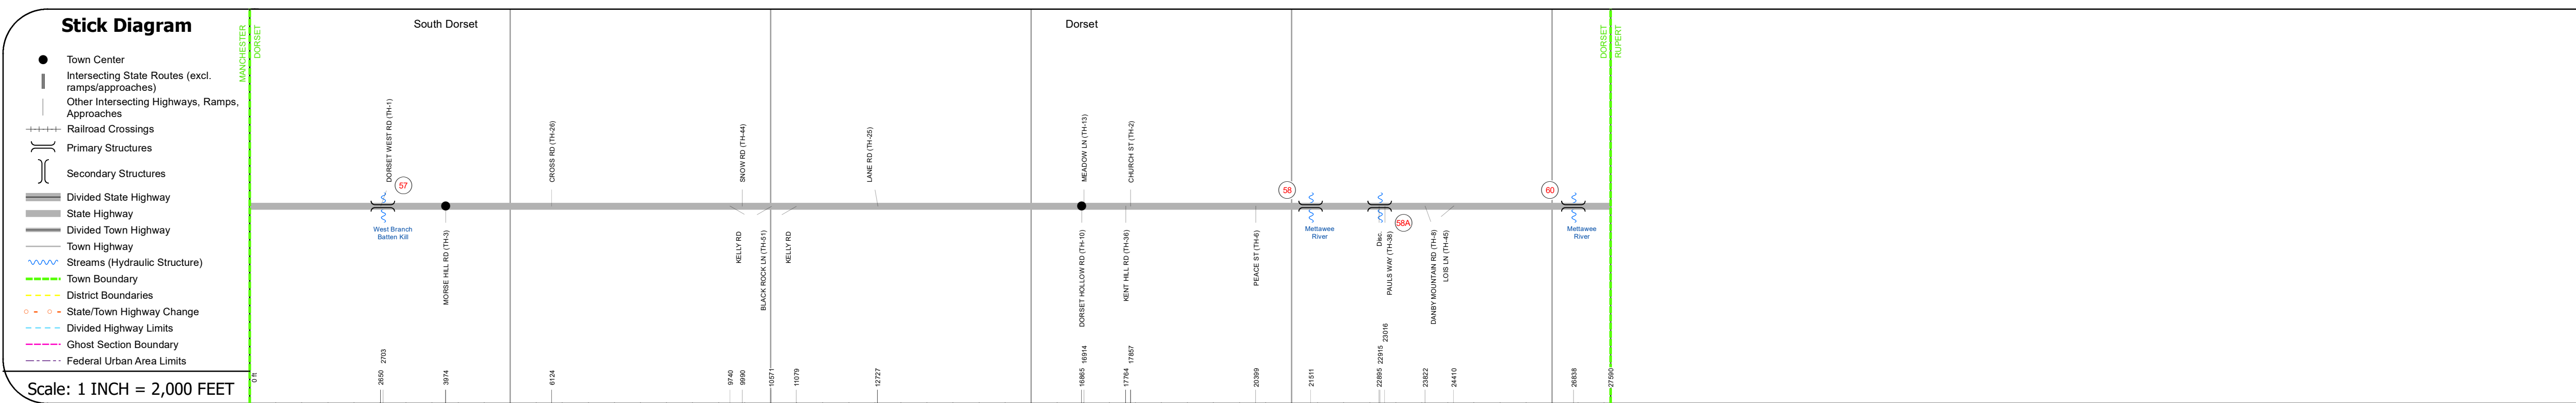 Stick Diagram
Town Center
Intersecting State Routes (excl.
ramps/approaches)
Other Intersecting Highways, Ramps,
Approaches
Railroad Crossings
Primary Structures
Secondary Structures
Divided State Highway
State Highway
Divided Town Highway
Town Highway
Streams (Hydraulic Structure)
Town Boundary
District Boundaries
State/Town Highway Change
Divided Highway Limits
Ghost Section Boundary
Federal Urban Area Limits
Scale: 1 INCH = 2,000 FEET
MANCHESTER
DORSET
South Dorset
Dorset
DORSET
RUPERT
DORSET WEST RD (TH-1)
CROSS RD (TH-26)
SNOW RD (TH-44)
LANE RD (TH-25)
MEADOW LN (TH-13)
CHURCH ST (TH-2)
57
58
58A
60
West Branch
Batten Kill
Mettawee
River
Mettawee
River
MORSE HILL RD (TH-3)
KELLY RD
BLACK ROCK LN (TH-51)
KELLY RD
DORSET HOLLOW RD (TH-10)
KENT HILL RD (TH-36)
PEACE ST (TH-6)
Disc.
PAULS WAY (TH-38)
DANBY MOUNTAIN RD (TH-8)
LOIS LN (TH-45)
0 ft
2650
2703
3974
6124
9740
9990
10571
11079
12727
16865
16914
17764
17857
20399
21511
22895
22915
23016
23822
24410
26838
27590